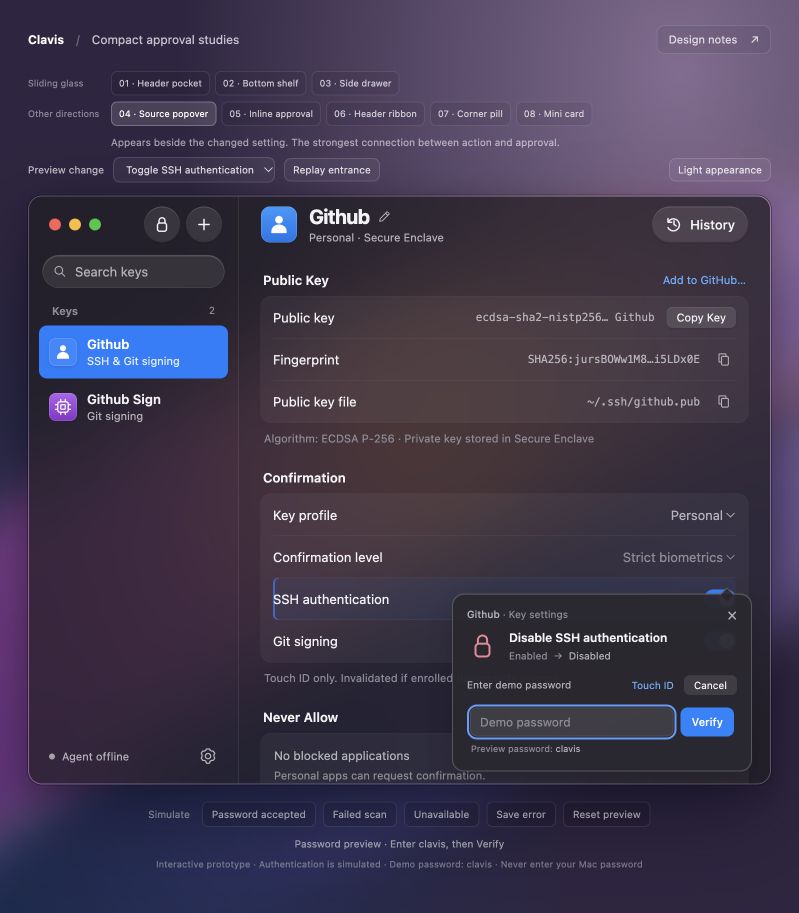 Clavis / Compact approval studies
Design notes ↗
Sliding glass 01 · Header pocket 02 · Bottom shelf 03 · Side drawer
Other directions 04 · Source popover 05 · Inline approval 06 · Header ribbon 07 · Corner pill 08 · Mini card
Appears beside the changed setting. The strongest connection between action and approval.
Preview change Toggle SSH authentication Replay entrance Light appearance
Search keys
Keys 2
Github
SSH & Git signing
Github Sign
Git signing
Agent offline
Github
Personal · Secure Enclave
History
Public Key Add to GitHub…
Public key ecdsa-sha2-nistp256… Github Copy Key
Fingerprint SHA256:jursBOWw1M8…i5LDx0E
Public key file ~/.ssh/github.pub
Algorithm: ECDSA P-256 · Private key stored in Secure Enclave
Confirmation
Key profile Personal
Confirmation level Strict biometrics
SSH authentication
Git signing
Touch ID only. Invalidated if enrolled
Never Allow
No blocked applications
Personal apps can request confirmation.
Github · Key settings
Disable SSH authentication
Enabled → Disabled
Enter demo password Touch ID Cancel
Demo password Verify
Preview password: clavis
Simulate Password accepted Failed scan Unavailable Save error Reset preview
Password preview · Enter clavis, then Verify
Interactive prototype · Authentication is simulated · Demo password: clavis · Never enter your Mac password